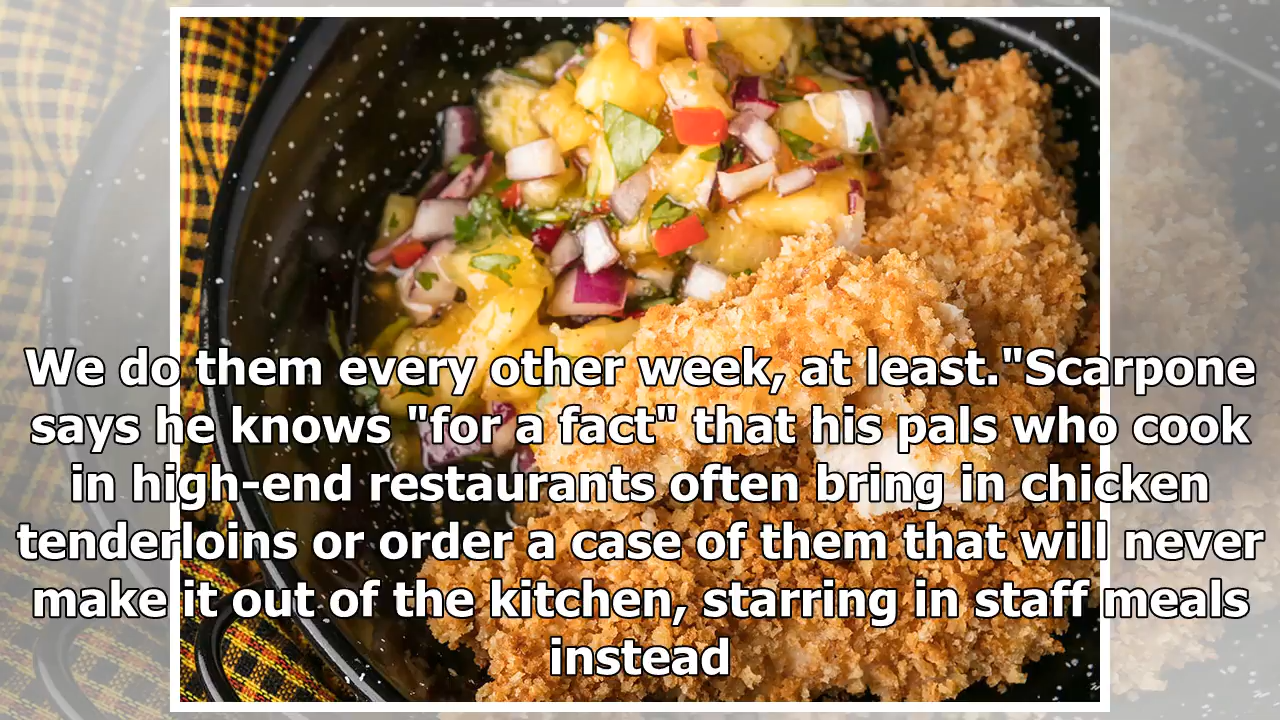 We do them every other week, at least."Scarpone
says he knows "for a fact" that his pals who cook
in high-end restaurants often bring in chicken
tenderloins or order a case of them that will never
make it out of the kitchen, starring in staff meals
instead